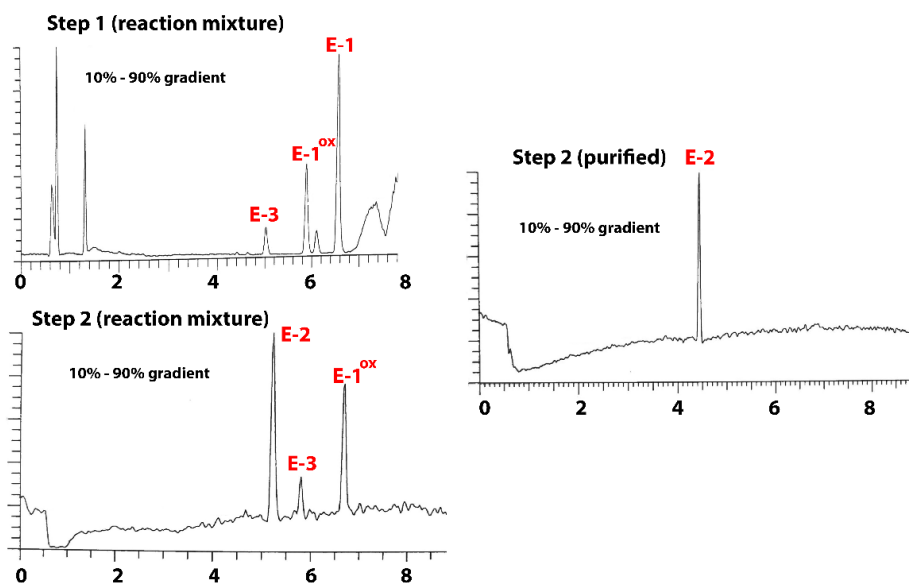 Step 1 (reaction mixture)
E-1
10% - 90% gradient
E-1ox
E-3
0 2 4 6 8
Step 2 (purified) E-2
10% - 90% gradient
0 2 4 6 8
Step 2 (reaction mixture)
E-2
10% - 90% gradient
E-1ox
E-3
0 2 4 6 8